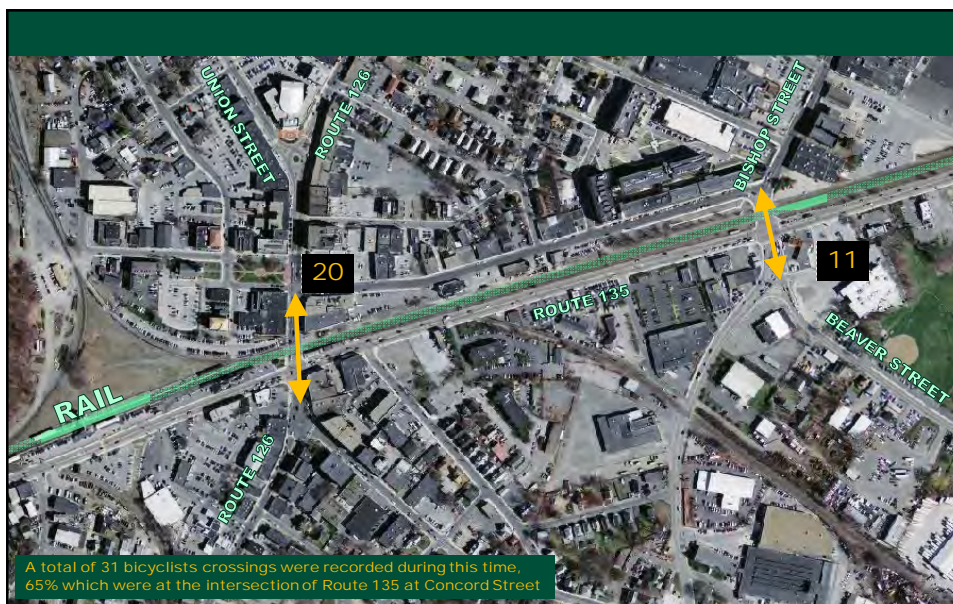 UNION STREET
ROUTE 126
BISHOP STREET
20
11
ROUTE 135
BEAVER STREET
RAIL
ROUTE 126
A total of 31 bicyclists crossings were recorded during this time,
65% which were at the intersection of Route 135 at Concord Street